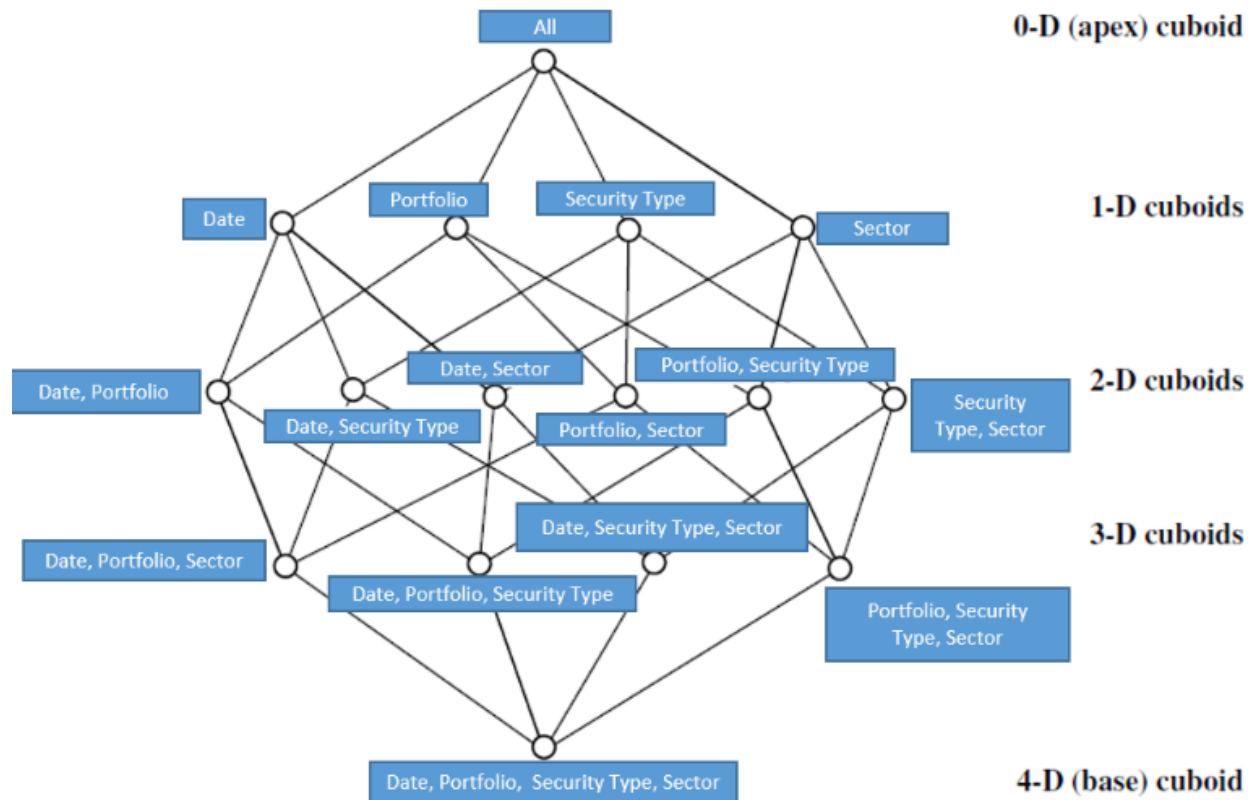 All
0-D (apex) cuboid
Date
Portfolio
Security Type
Sector
1-D cuboids
Date, Portfolio
Date, Security Type
Date, Sector
Portfolio, Sector
Portfolio, Security Type
Security
Type, Sector
2-D cuboids
Date, Portfolio, Sector
Date, Portfolio, Security Type
Date, Security Type, Sector
Portfolio, Security
Type, Sector
3-D cuboids
Date, Portfolio, Security Type, Sector
4-D (base) cuboid